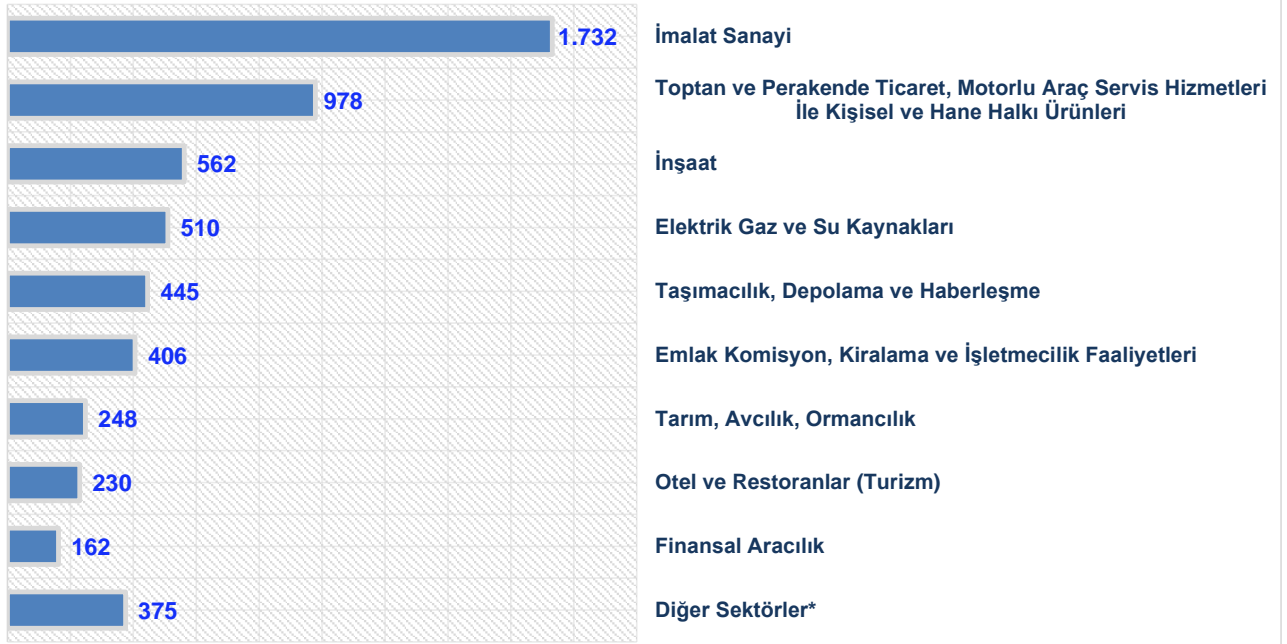 1.732 İmalat Sanayi
978 Toptan ve Perakende Ticaret, Motorlu Araç Servis Hizmetleri
İle Kişisel ve Hane Halkı Ürünleri
562 İnşaat
510 Elektrik Gaz ve Su Kaynakları
445 Taşımacılık, Depolama ve Haberleşme
406 Emlak Komisyon, Kiralama ve İşletmecilik Faaliyetleri
248 Tarım, Avcılık, Ormancılık
230 Otel ve Restoranlar (Turizm)
162 Finansal Aracılık
375 Diğer Sektörler*